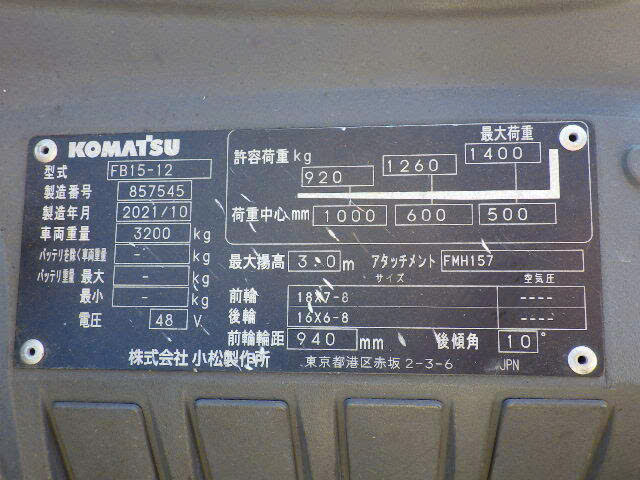 KOMATSU
型式 FB15-12
製造番号 857545
製造年月 2021/10
車両重量 3200 kg
バッテリを除く車両重量 - kg
バッテリ重量 最大 - kg
最小 - kg
電圧 48 V
最大荷重
許容荷重 kg 920 1260 1400
荷重中心 mm 1000 600 500
最大揚高 3.0 m アタッチメント FMH157
サイズ 空気圧
前輪 18X7-8 ----
後輪 16X6-8 ----
前輪輪距 940 mm 後傾角 10°
株式会社 小松製作所 東京都港区赤坂 2-3-6 JPN